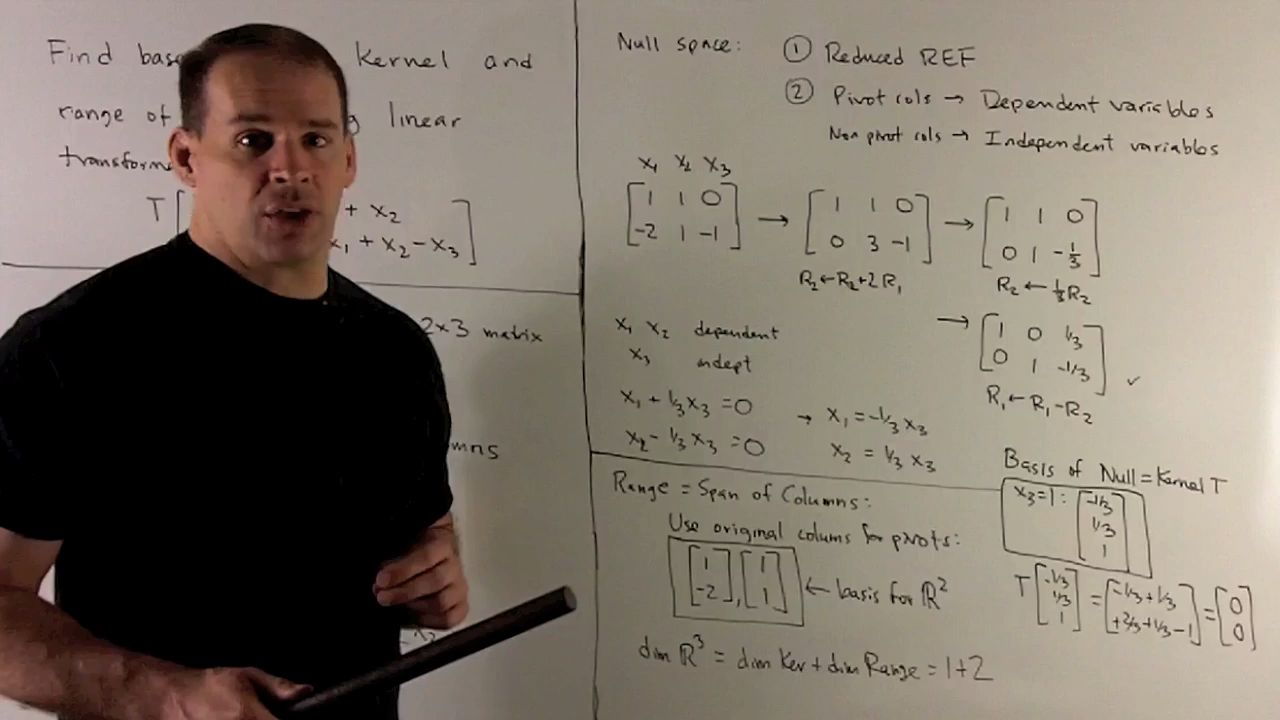 Find kernel and
range of linear
T [ + x₂
x₁ + x₂ - x₃ ]
2×3 matrix
Null space: ① Reduced REF
② Pivot cols → Dependent variables
Non pivot cols → Independent variables
x₁ x₂ x₃
[1 1 0; -2 1 -1] → [1 1 0; 0 3 -1] → [1 1 0; 0 1 -1/3]
R₂ ← R₂+2R₁ R₂ ← 1/3 R₂
→ [1 0 1/3; 0 1 -1/3] ✓
R₁ ← R₁ - R₂
x₁ x₂ dependent
x₃ indept
x₁ + 1/3 x₃ = 0 → x₁ = -1/3 x₃
x₂ - 1/3 x₃ = 0 x₂ = 1/3 x₃
Basis of Null = Kernel T
x₃=1: [-1/3; 1/3; 1]
T [-1/3; 1/3; 1] = [-1/3 + 1/3; +2/3 + 1/3 - 1] = [0; 0]
Range = Span of Columns:
Use original colums for pivots:
[1; -2], [1; 1] ← basis for ℝ²
dim ℝ³ = dim Ker + dim Range = 1+2